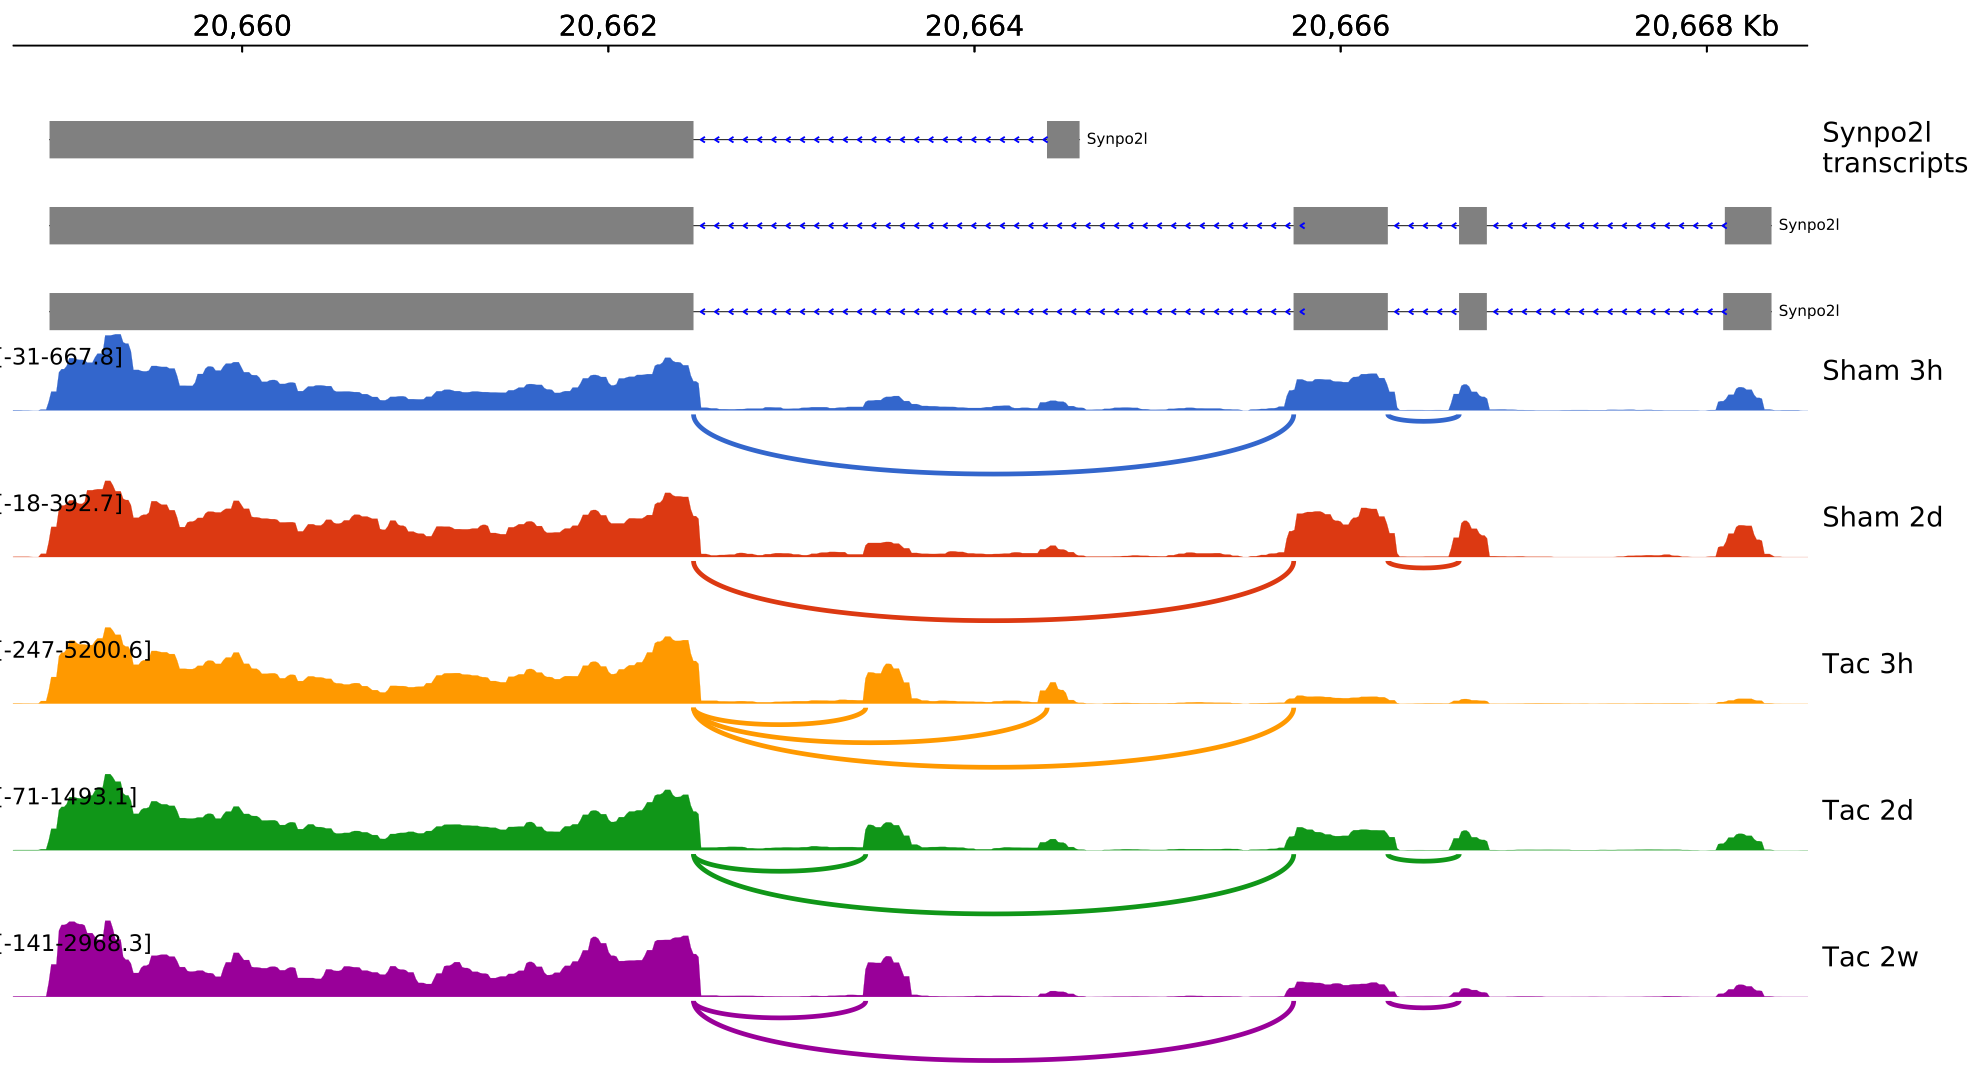 20,660 20,662 20,664 20,666 20,668 Kb
Synpo2l
Synpo2l
transcripts
Synpo2l
Synpo2l
[-31-667.8]
Sham 3h
[-18-392.7]
Sham 2d
[-247-5200.6]
Tac 3h
[-71-1493.1]
Tac 2d
[-141-2968.3]
Tac 2w